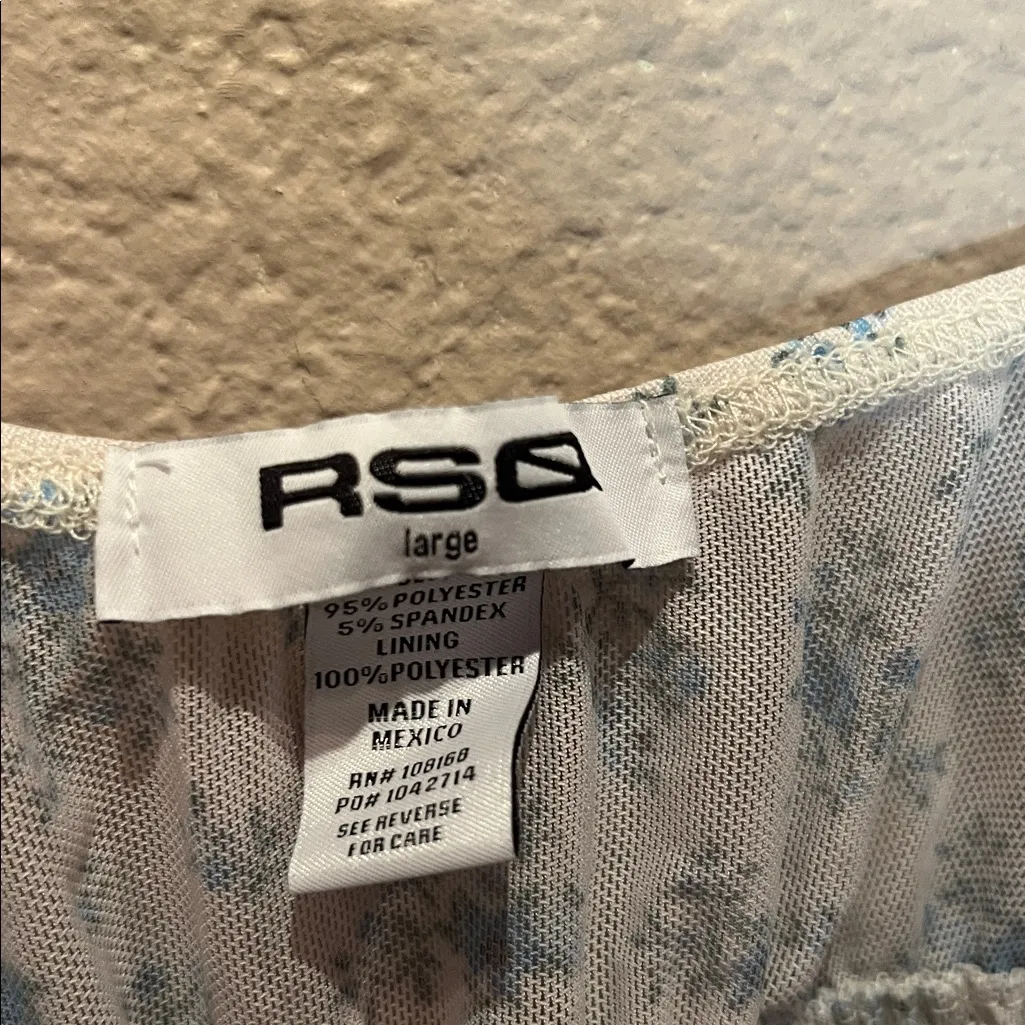 RSQ
large
95% POLYESTER
5% SPANDEX
LINING
100%POLYESTER
MADE IN
MEXICO
RN# 108168
PO# 1042714
SEE REVERSE
FOR CARE